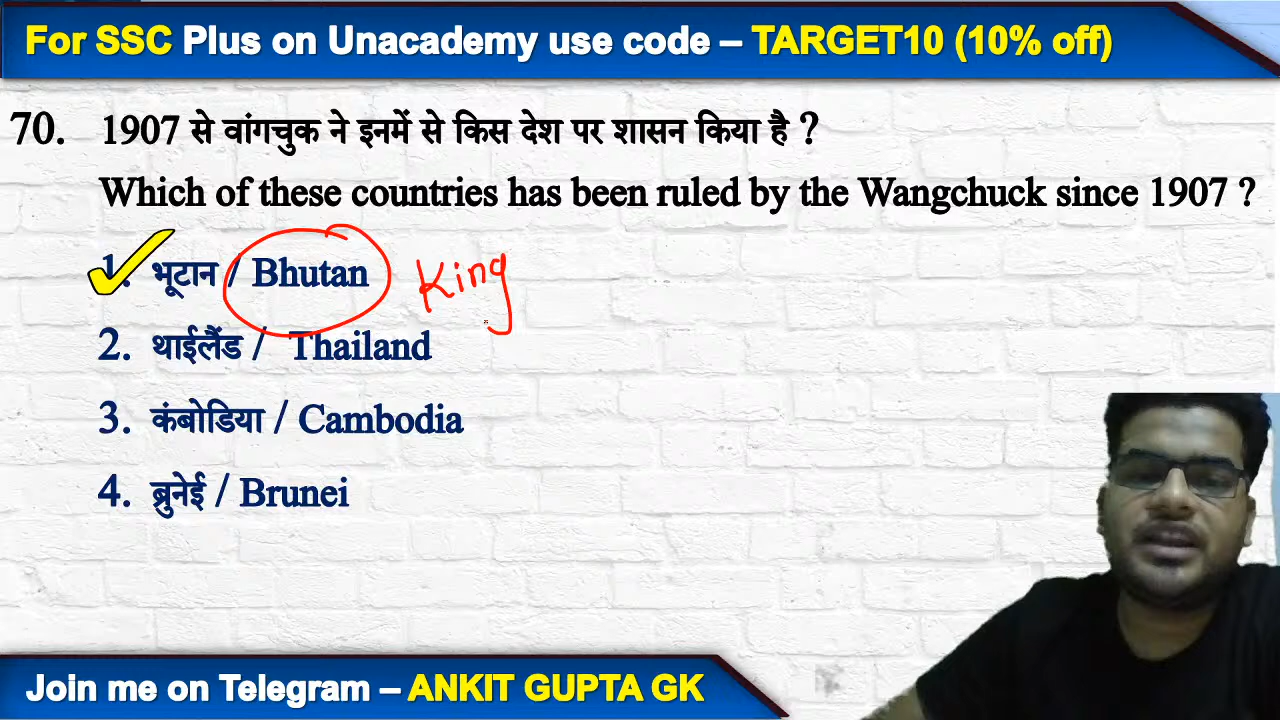 For SSC Plus on Unacademy use code – TARGET10 (10% off)
70. 1907 से वांगचुक ने इनमें से किस देश पर शासन किया है ?
Which of these countries has been ruled by the Wangchuck since 1907 ?
1. भूटान / Bhutan King
2. थाईलैंड / Thailand
3. कंबोडिया / Cambodia
4. ब्रुनेई / Brunei
Join me on Telegram – ANKIT GUPTA GK